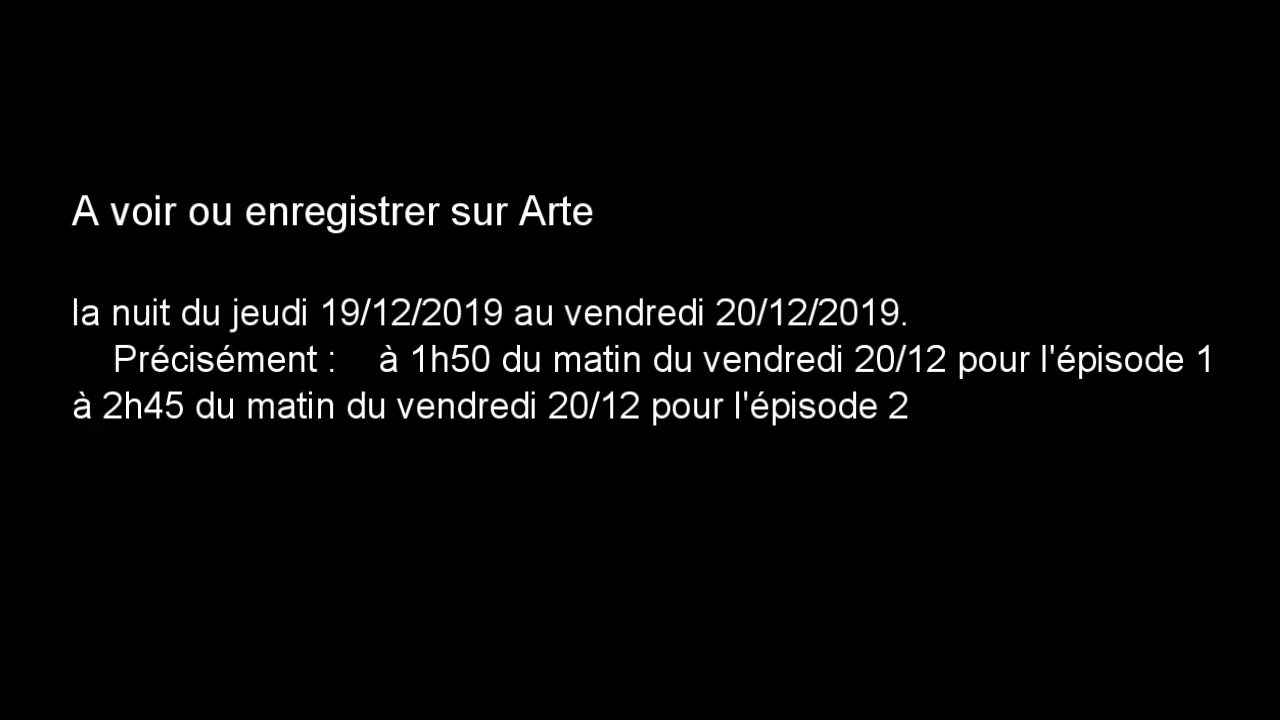 A voir ou enregistrer sur Arte
la nuit du jeudi 19/12/2019 au vendredi 20/12/2019.
Précisément : à 1h50 du matin du vendredi 20/12 pour l'épisode 1
à 2h45 du matin du vendredi 20/12 pour l'épisode 2